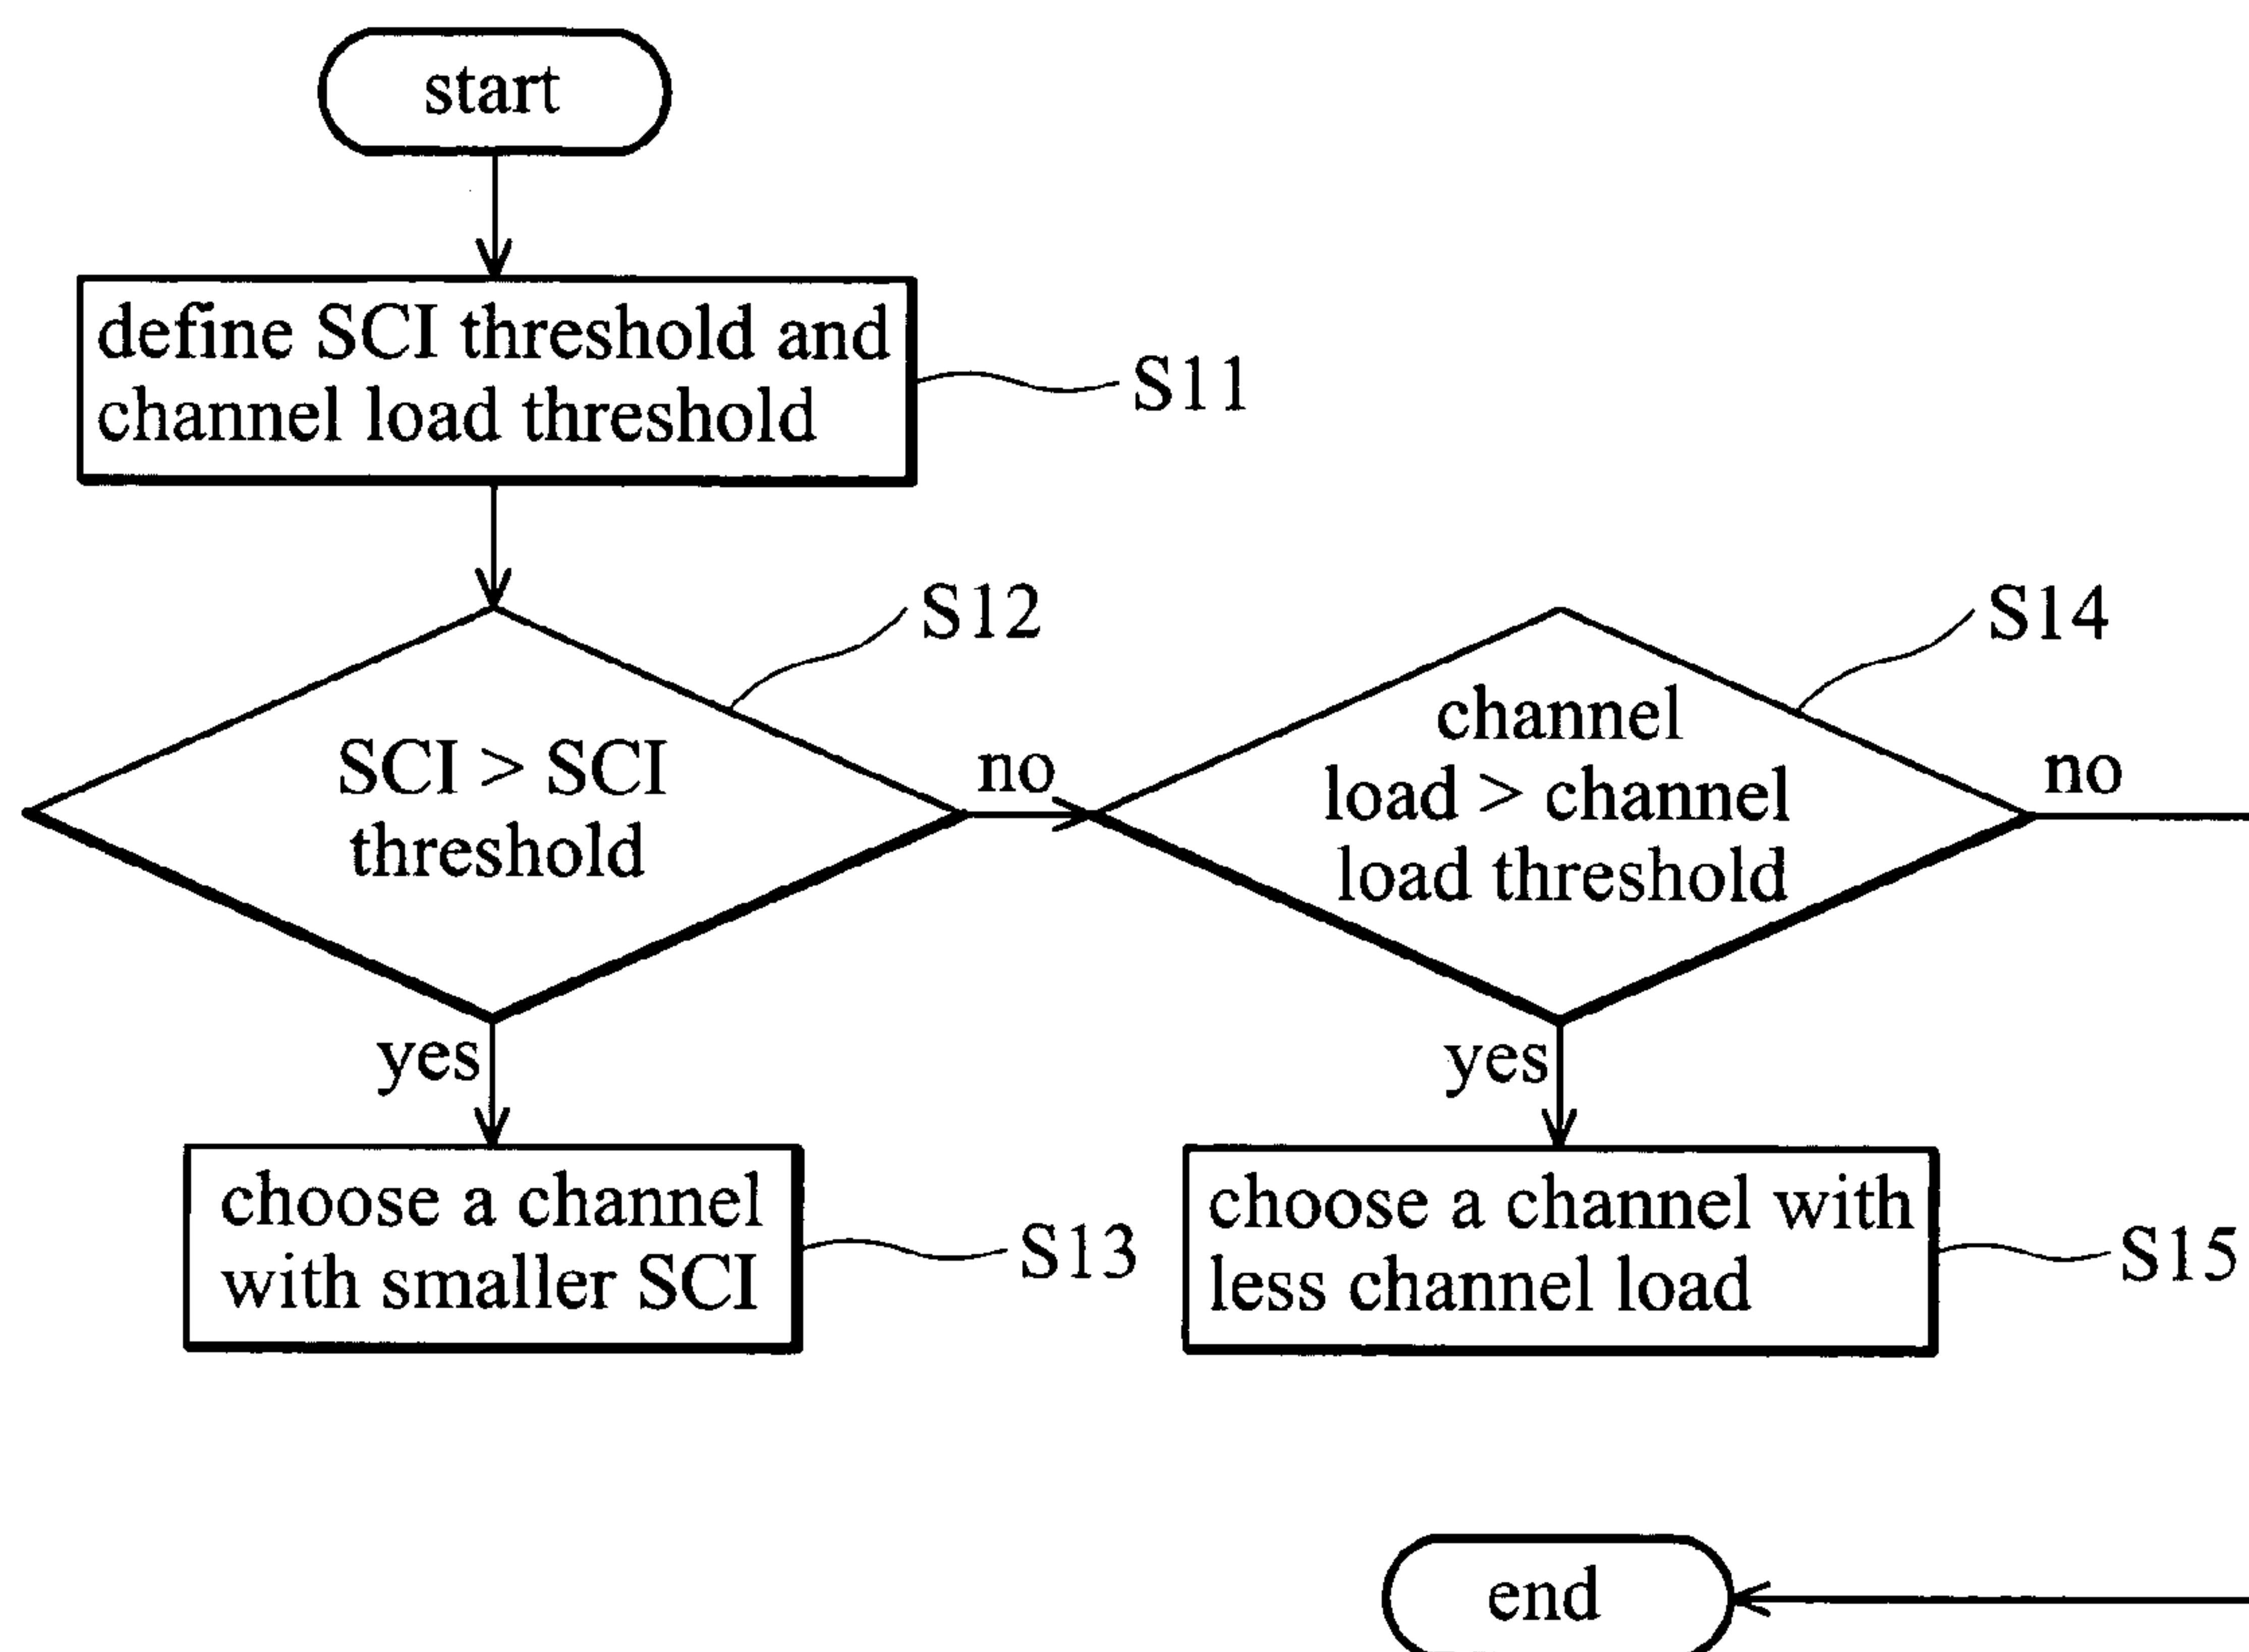 start
define SCI threshold and
channel load threshold
S11
SCI > SCI
threshold
S12
no
yes
choose a channel
with smaller SCI
S13
channel
load > channel
load threshold
S14
no
yes
choose a channel with
less channel load
S15
end